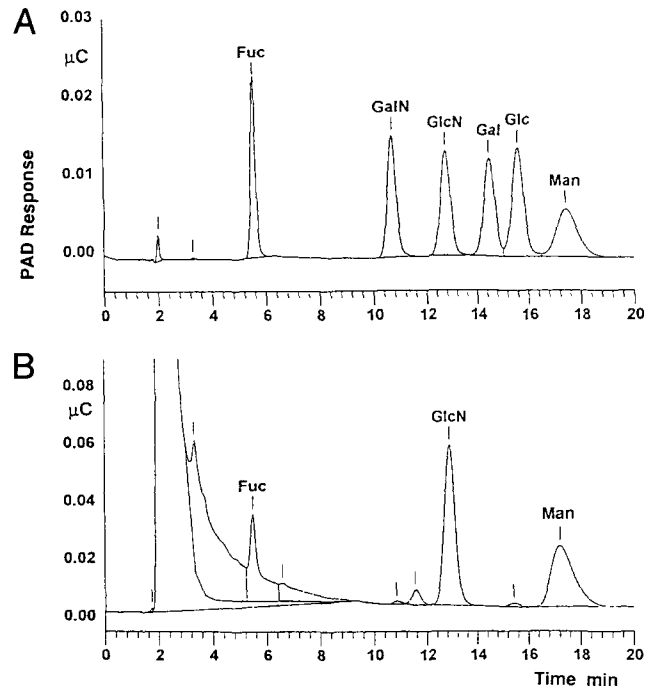 A
0.03
μC
0.02
0.01
0.00
PAD Response
Fuc
GalN
GlcN
Gal
Glc
Man
0 2 4 6 8 10 12 14 16 18 20
B
0.08
μC
0.06
0.04
0.02
0.00
Fuc
GlcN
Man
0 2 4 6 8 10 12 14 16 18 20
Time min